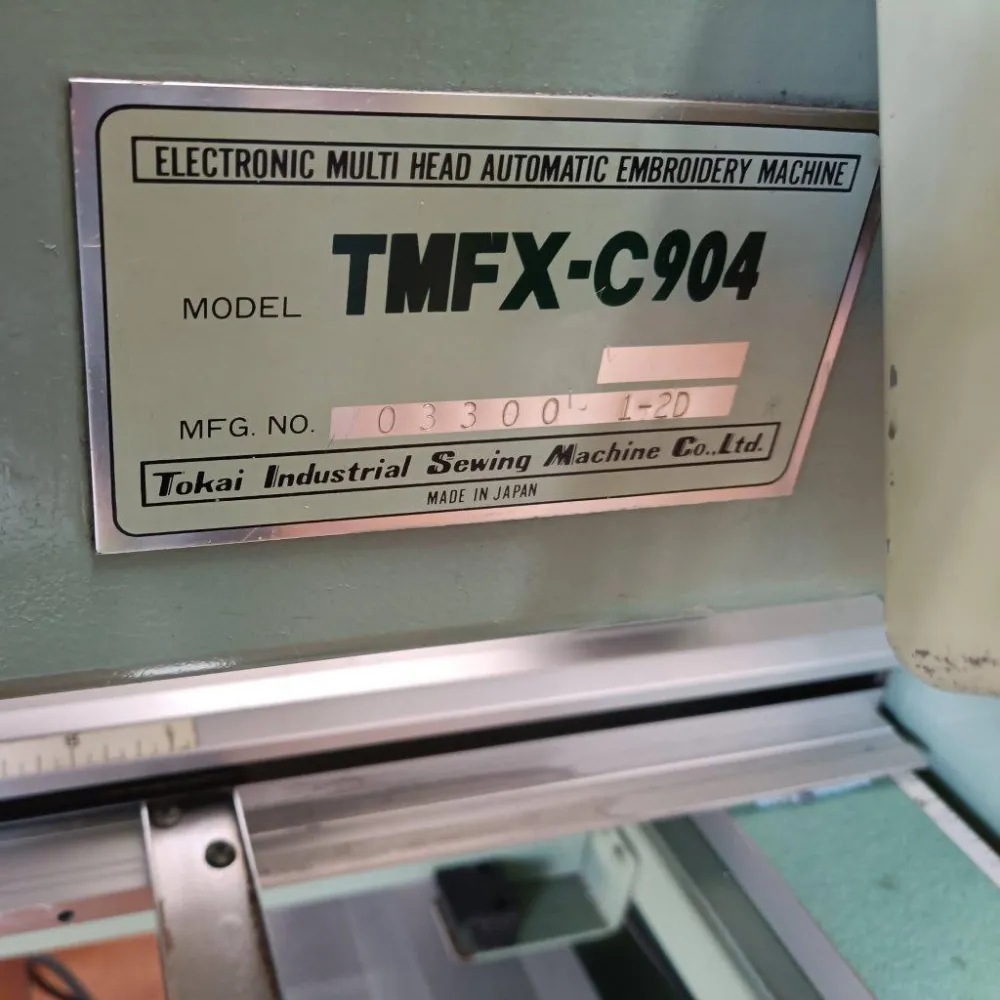 ELECTRONIC MULTI HEAD AUTOMATIC EMBROIDERY MACHINE
MODEL TMFX-C904
MFG. NO. 03300 1-2D
Tokai Industrial Sewing Machine Co.,Ltd.
MADE IN JAPAN